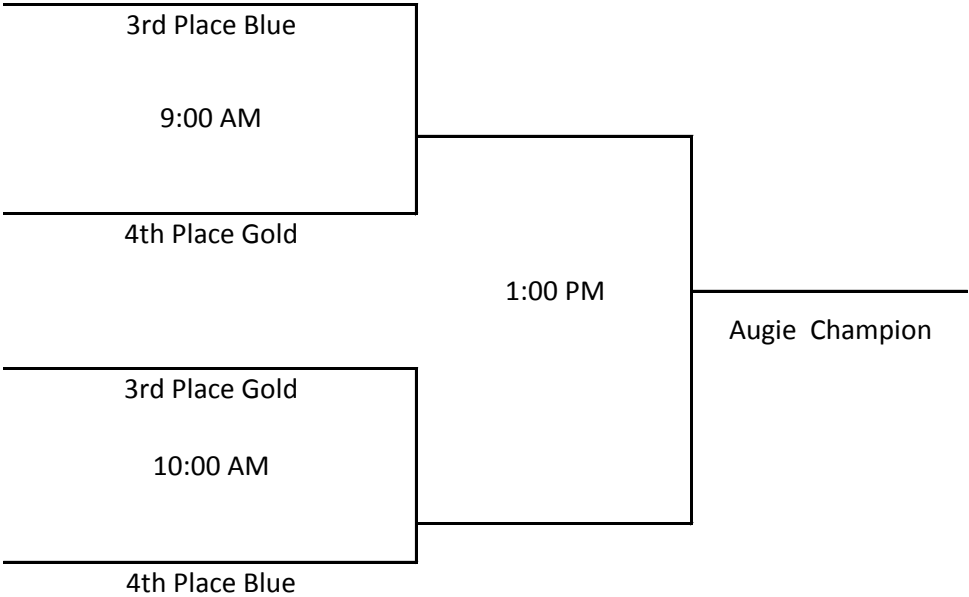 3rd Place Blue
9:00 AM
4th Place Gold
1:00 PM
Augie  Champion
3rd Place Gold
10:00 AM
4th Place Blue